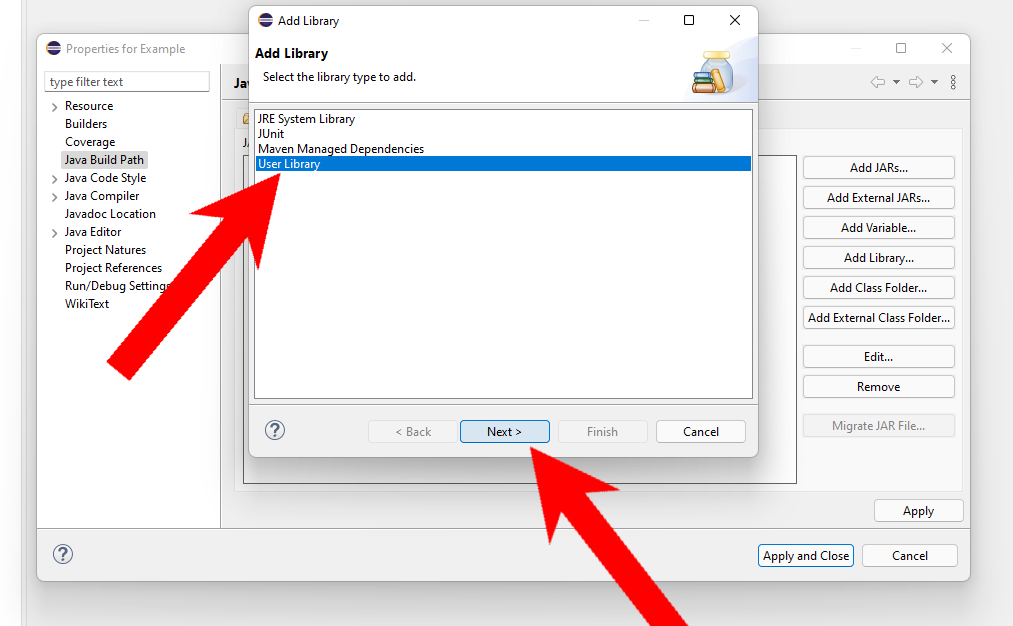 Add Library
Properties for Example
Add Library
Select the library type to add.
type filter text
Resource
Builders
Coverage
Java Build Path
Java Code Style
Java Compiler
Javadoc Location
Java Editor
Project Natures
Project References
Run/Debug Settings
WikiText
JRE System Library
JUnit
Maven Managed Dependencies
User Library
Add JARs...
Add External JARs...
Add Variable...
Add Library...
Add Class Folder...
Add External Class Folder...
Edit...
Remove
Migrate JAR File...
< Back
Next >
Finish
Cancel
Apply
Apply and Close
Cancel